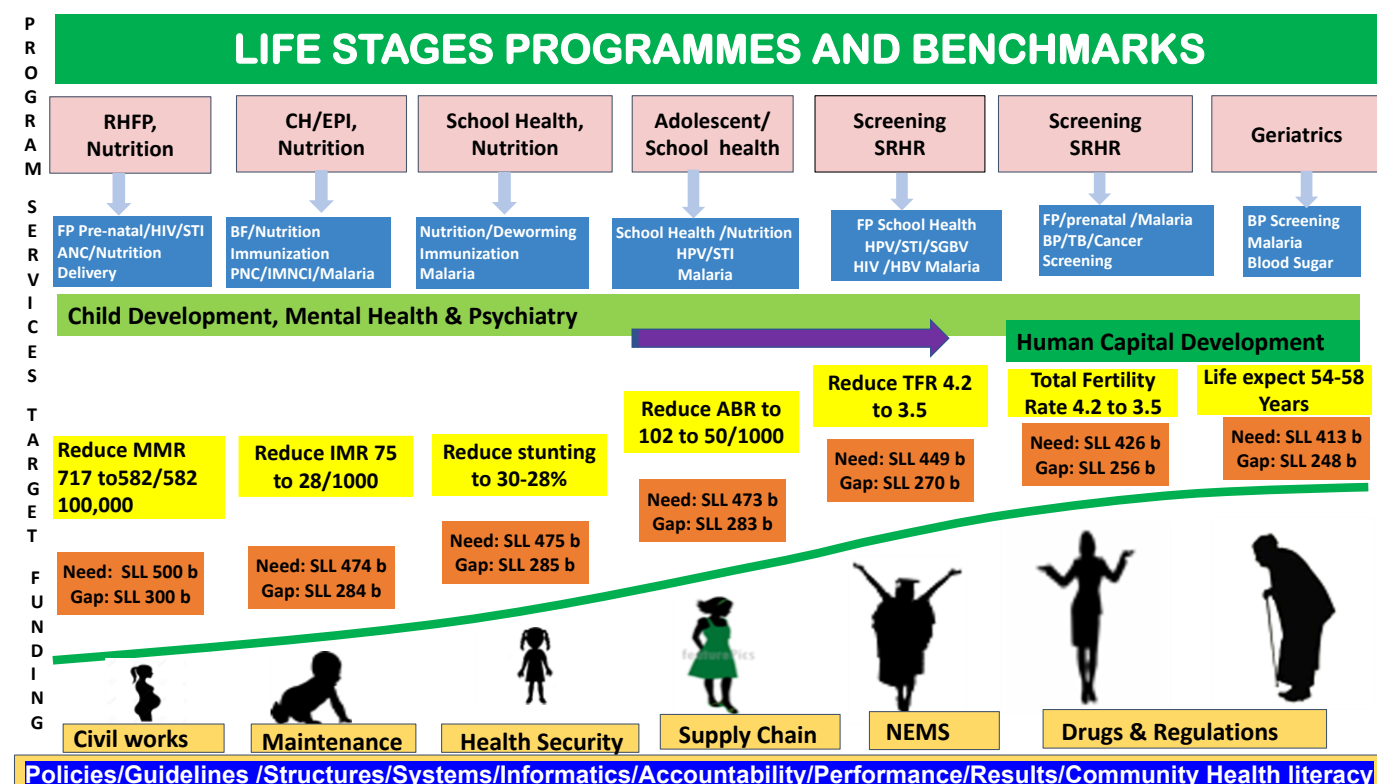 PROGRAM SERVICES TARGET FUNDING
LIFE STAGES PROGRAMMES AND BENCHMARKS
RHFP,
Nutrition
CH/EPI,
Nutrition
School Health,
Nutrition
Adolescent/
School health
Screening
SRHR
Screening
SRHR
Geriatrics
FP Pre-natal/HIV/STI
ANC/Nutrition
Delivery
BF/Nutrition
Immunization
PNC/IMNCI/Malaria
Nutrition/Deworming
Immunization
Malaria
School Health /Nutrition
HPV/STI
Malaria
FP School Health
HPV/STI/SGBV
HIV /HBV Malaria
FP/prenatal /Malaria
BP/TB/Cancer
Screening
BP Screening
Malaria
Blood Sugar
Child Development, Mental Health & Psychiatry
Human Capital Development
Reduce MMR
717 to582/582
100,000
Reduce IMR 75
to 28/1000
Reduce stunting
to 30-28%
Reduce ABR to
102 to 50/1000
Reduce TFR 4.2
to 3.5
Total Fertility
Rate 4.2 to 3.5
Life expect 54-58
Years
Need: SLL 500 b
Gap: SLL 300 b
Need: SLL 474 b
Gap: SLL 284 b
Need: SLL 475 b
Gap: SLL 285 b
Need: SLL 473 b
Gap: SLL 283 b
Need: SLL 449 b
Gap: SLL 270 b
Need: SLL 426 b
Gap: SLL 256 b
Need: SLL 413 b
Gap: SLL 248 b
featurePics
Civil works
Maintenance
Health Security
Supply Chain
NEMS
Drugs & Regulations
Policies/Guidelines /Structures/Systems/Informatics/Accountability/Performance/Results/Community Health literacy